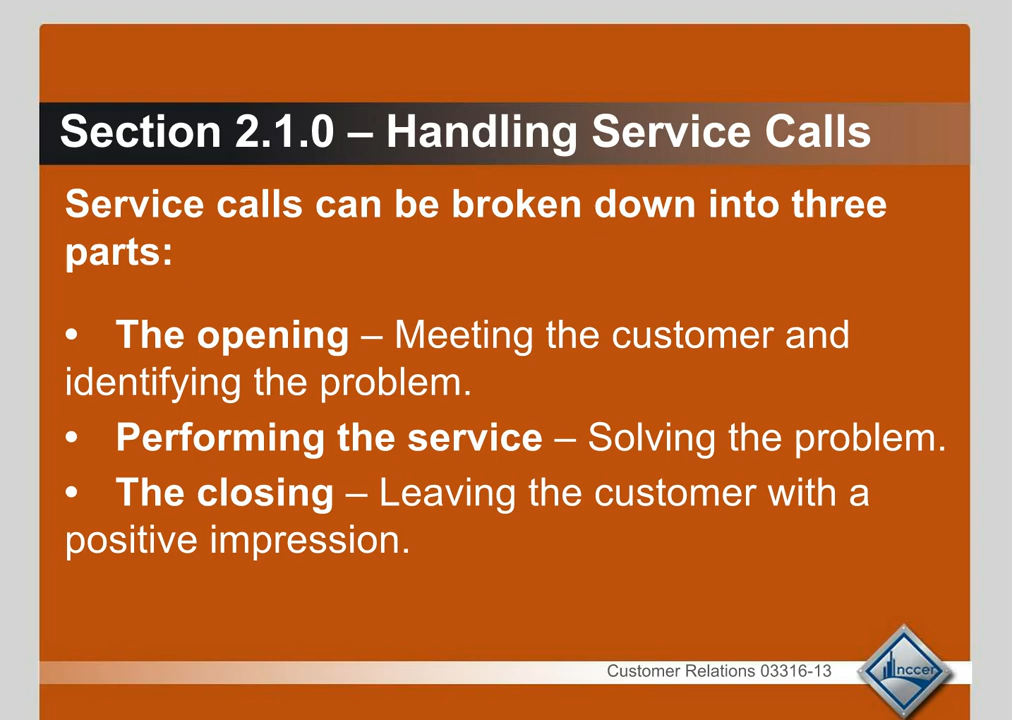 Section 2.1.0 – Handling Service Calls
Service calls can be broken down into three
parts:
• The opening – Meeting the customer and
identifying the problem.
• Performing the service – Solving the problem.
• The closing – Leaving the customer with a
positive impression.
Customer Relations 03316-13
nccer